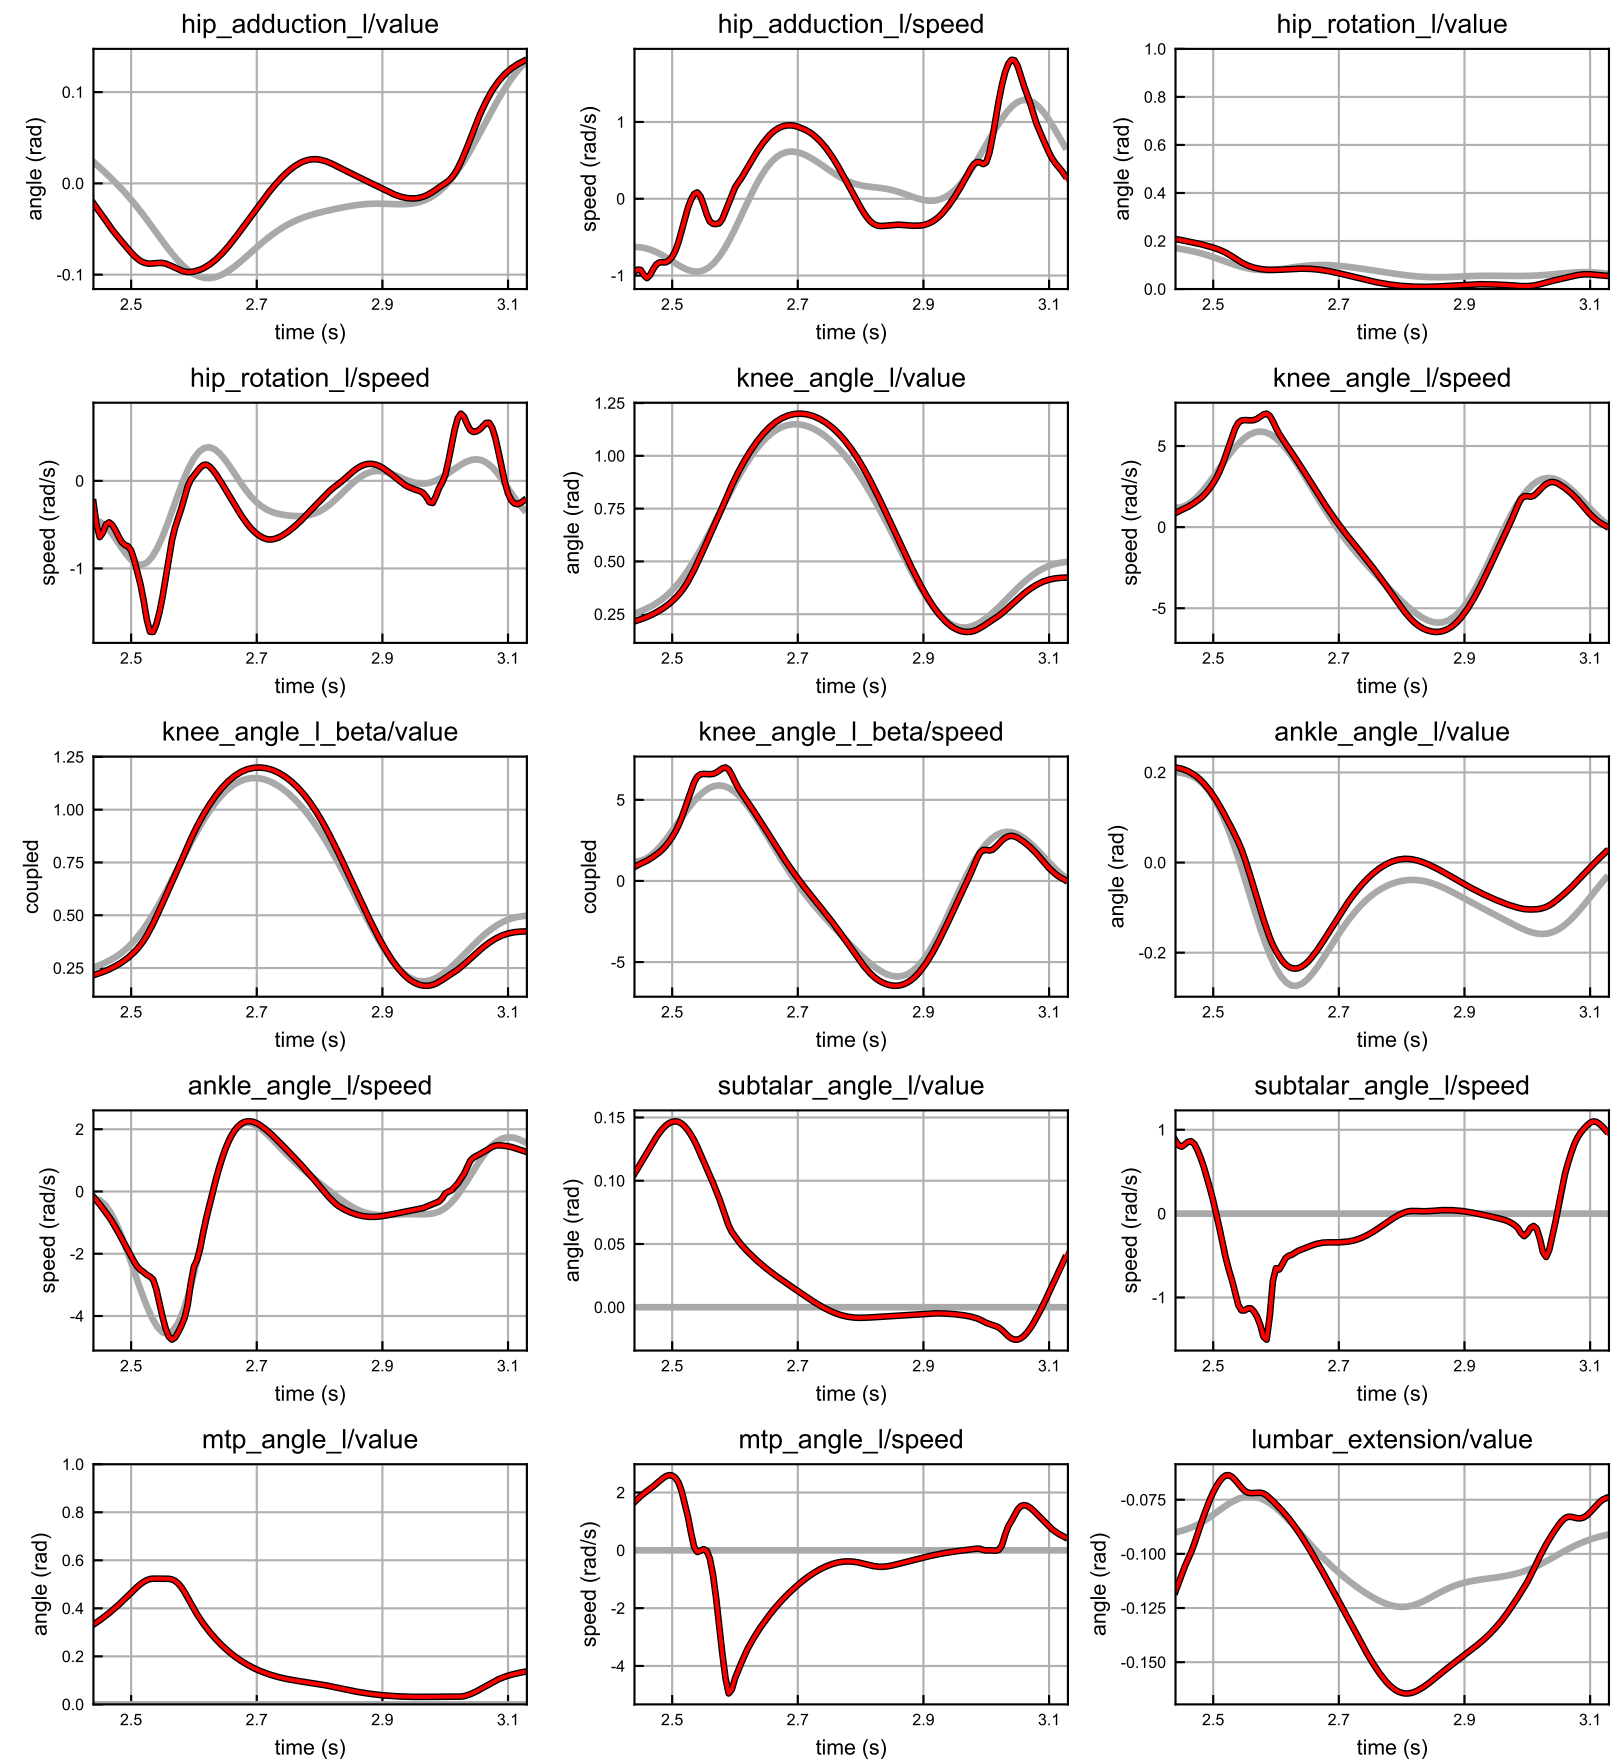 hip_adduction_l/value
hip_adduction_l/speed
hip_rotation_l/value
angle (rad)
0.1
0.0
-0.1
2.5 2.7 2.9 3.1
time (s)
speed (rad/s)
1
0
-1
2.5 2.7 2.9 3.1
time (s)
angle (rad)
1.0
0.8
0.6
0.4
0.2
0.0
2.5 2.7 2.9 3.1
time (s)
hip_rotation_l/speed
knee_angle_l/value
knee_angle_l/speed
speed (rad/s)
0
-1
2.5 2.7 2.9 3.1
time (s)
angle (rad)
1.25
1.00
0.75
0.50
0.25
2.5 2.7 2.9 3.1
time (s)
speed (rad/s)
5
0
-5
2.5 2.7 2.9 3.1
time (s)
knee_angle_l_beta/value
knee_angle_l_beta/speed
ankle_angle_l/value
coupled
1.25
1.00
0.75
0.50
0.25
2.5 2.7 2.9 3.1
time (s)
coupled
5
0
-5
2.5 2.7 2.9 3.1
time (s)
angle (rad)
0.2
0.0
-0.2
2.5 2.7 2.9 3.1
time (s)
ankle_angle_l/speed
subtalar_angle_l/value
subtalar_angle_l/speed
speed (rad/s)
2
0
-2
-4
2.5 2.7 2.9 3.1
time (s)
angle (rad)
0.15
0.10
0.05
0.00
2.5 2.7 2.9 3.1
time (s)
speed (rad/s)
1
0
-1
2.5 2.7 2.9 3.1
time (s)
mtp_angle_l/value
mtp_angle_l/speed
lumbar_extension/value
angle (rad)
1.0
0.8
0.6
0.4
0.2
0.0
2.5 2.7 2.9 3.1
time (s)
speed (rad/s)
2
0
-2
-4
2.5 2.7 2.9 3.1
time (s)
angle (rad)
-0.075
-0.100
-0.125
-0.150
2.5 2.7 2.9 3.1
time (s)